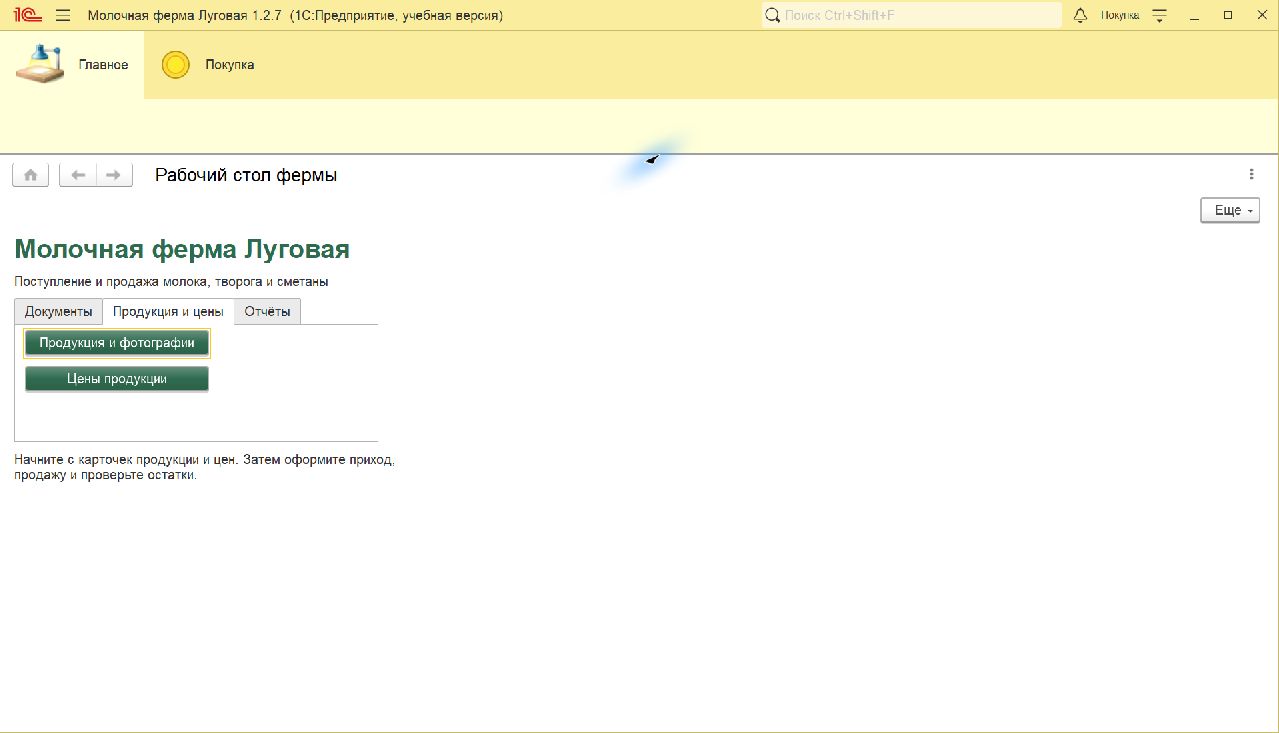 1С Молочная ферма Луговая 1.2.7 (1С:Предприятие, учебная версия) Поиск Ctrl+Shift+F Покупка
Главное Покупка
Рабочий стол фермы
Еще
Молочная ферма Луговая
Поступление и продажа молока, творога и сметаны
Документы Продукция и цены Отчёты
Продукция и фотографии
Цены продукции
Начните с карточек продукции и цен. Затем оформите приход,
продажу и проверьте остатки.